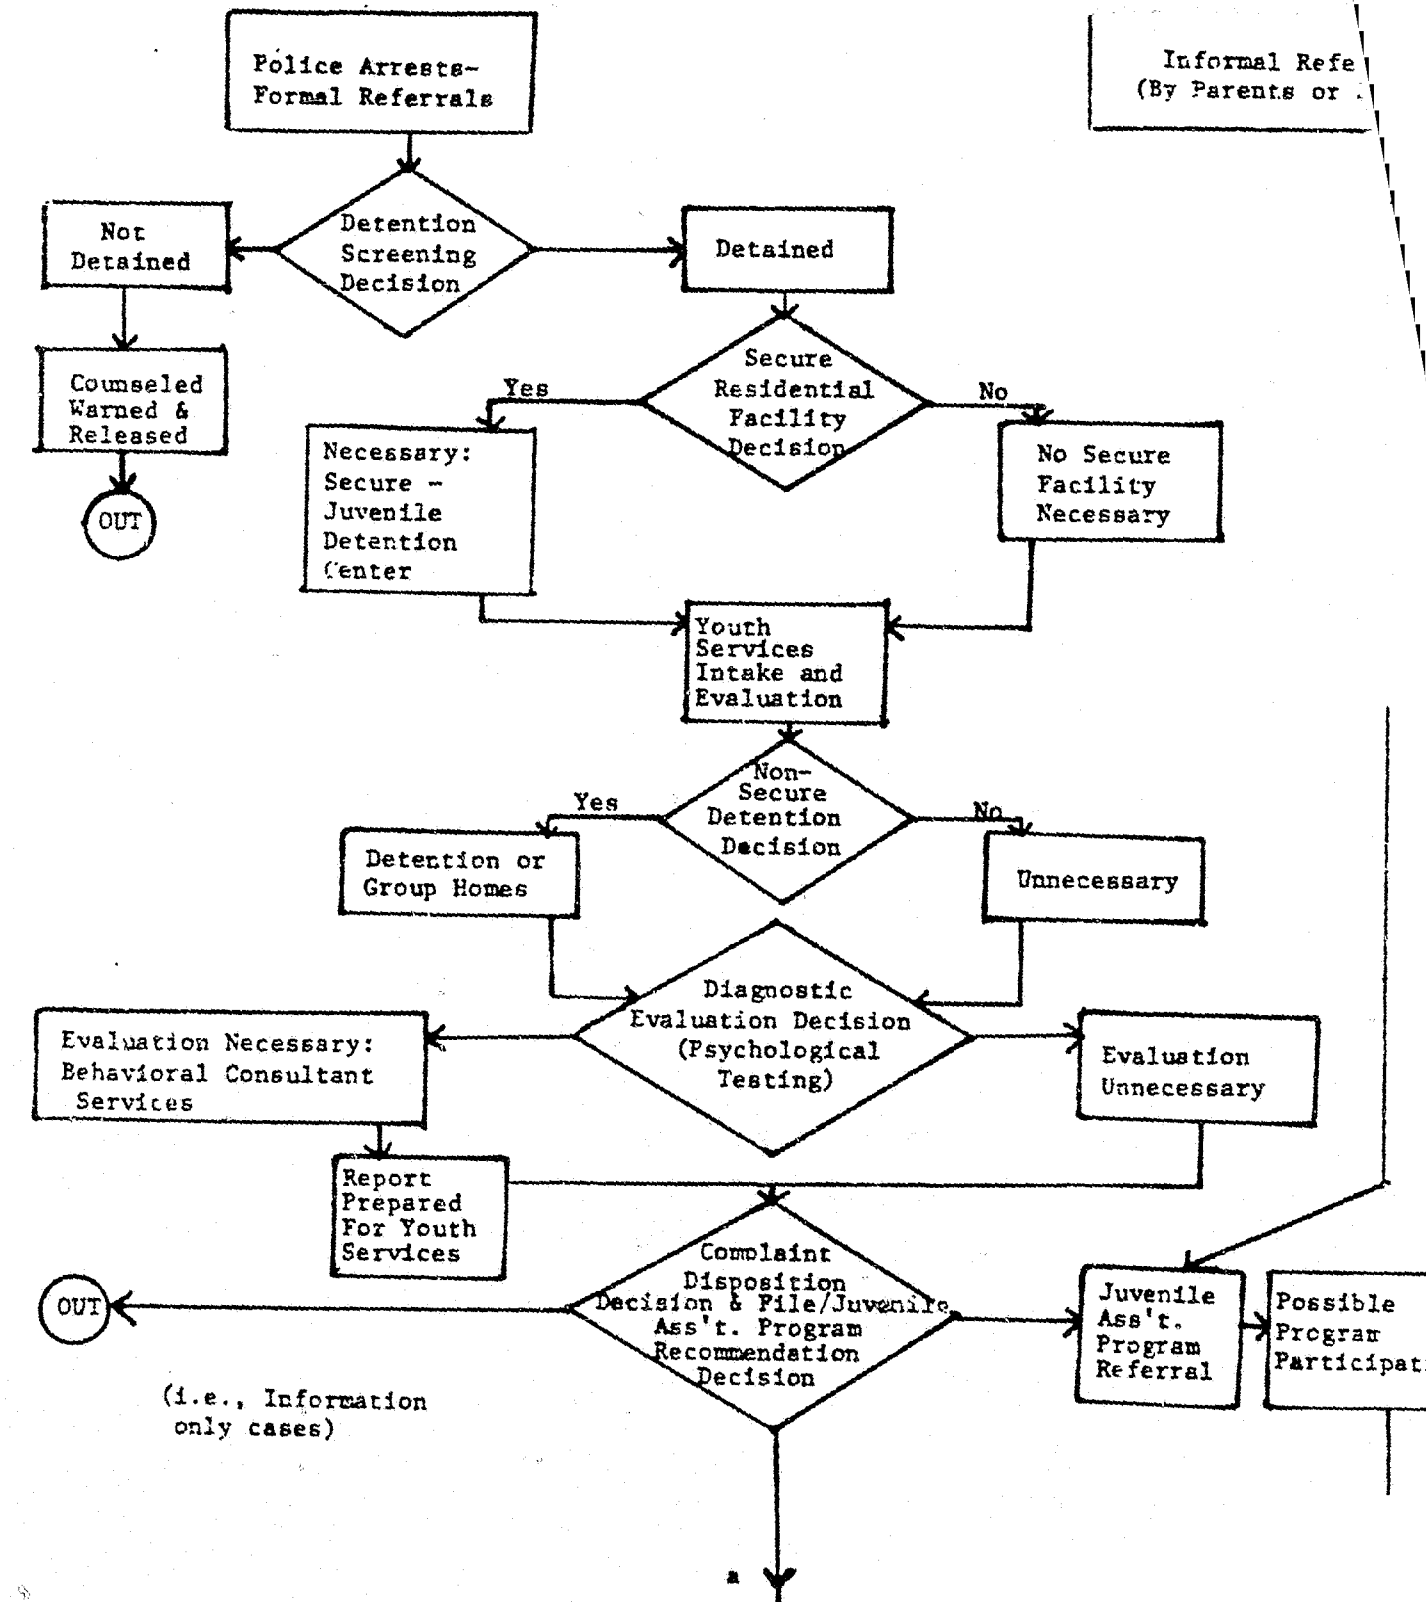 Police Arrests-
Formal Referrals
Informal Refe
(By Parents or
Detention
Screening
Decision
Not
Detained
Detained
Counseled
Warned &
Released
OUT
Secure
Residential
Facility
Decision
Yes
No
Necessary:
Secure -
Juvenile
Detention
Center
No Secure
Facility
Necessary
Youth
Services
Intake and
Evaluation
Non-
Secure
Detention
Decision
Yes
No
Detention or
Group Homes
Unnecessary
Diagnostic
Evaluation Decision
(Psychological
Testing)
Evaluation Necessary:
Behavioral Consultant
Services
Evaluation
Unnecessary
Report
Prepared
For Youth
Services
Complaint
Disposition
Decision & File/Juvenile
Ass't. Program
Recommendation
Decision
OUT
(i.e., Information
only cases)
Juvenile
Ass't.
Program
Referral
Possible
Program
Participati
a